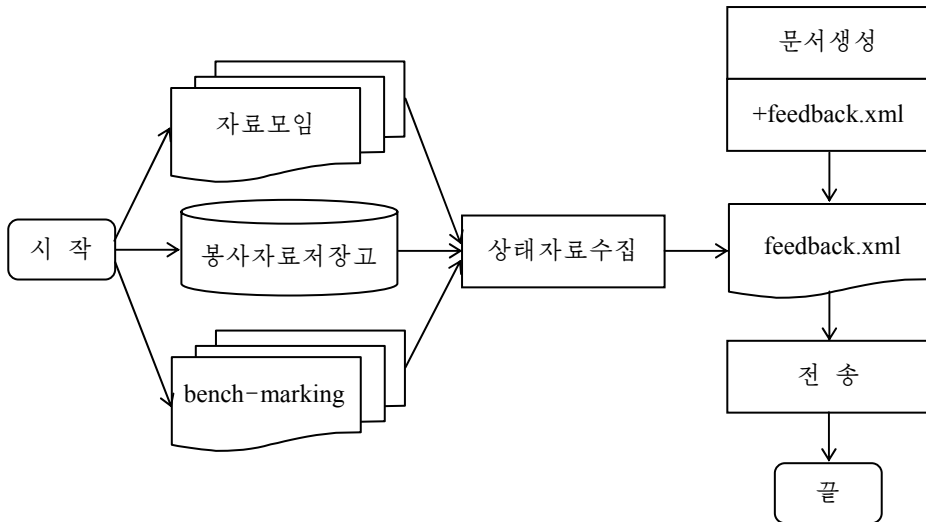 문서생성
+feedback.xml
자료모임
시 작
봉사자료저장고
상태자료수집
feedback.xml
bench-marking
전 송
끝